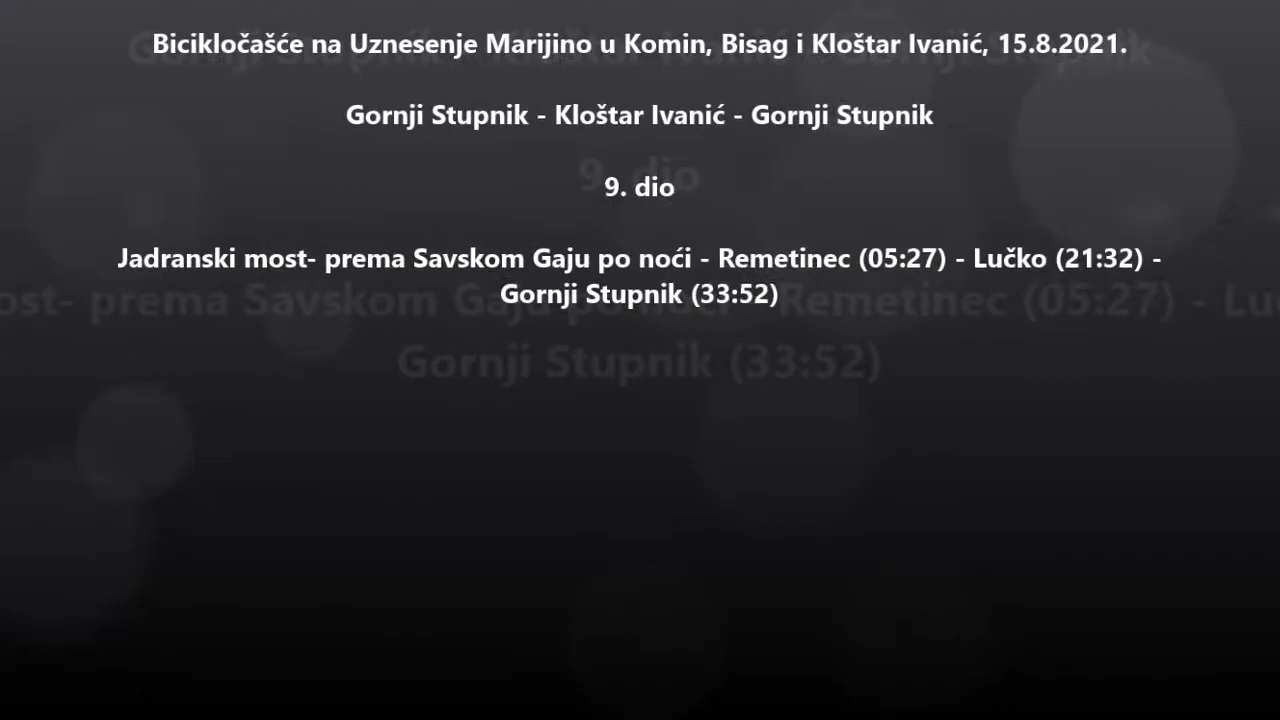 Bicikločašće na Uznesenje Marijino u Komin, Bisag i Kloštar Ivanić, 15.8.2021.
Gornji Stupnik - Kloštar Ivanić - Gornji Stupnik
9. dio
Jadranski most- prema Savskom Gaju po noći - Remetinec (05:27) - Lučko (21:32) -
Gornji Stupnik (33:52)